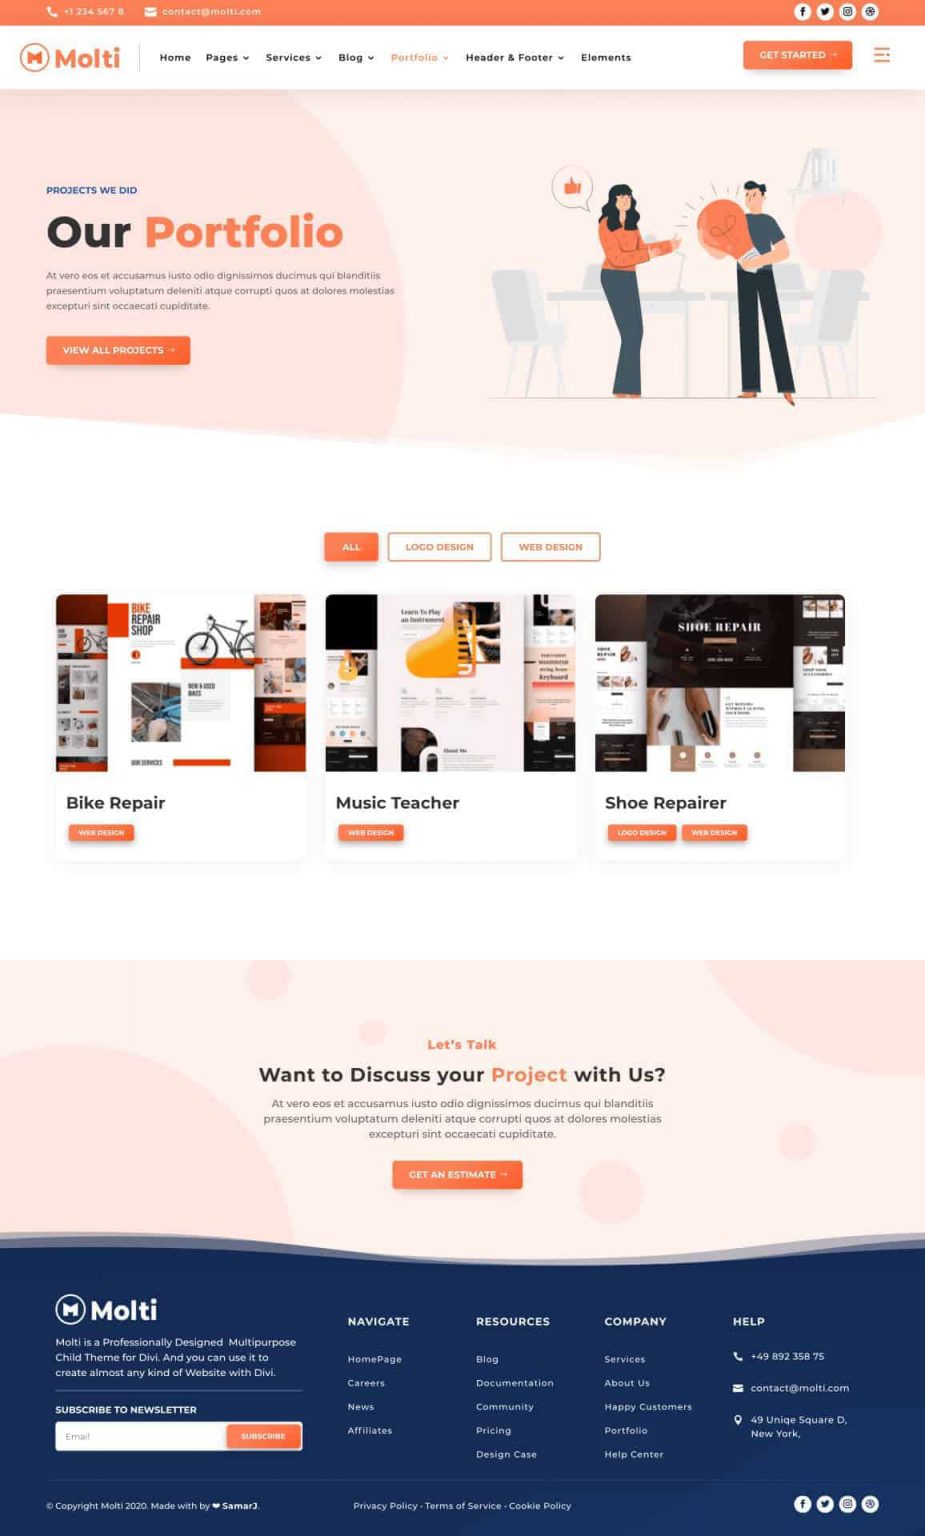 +1 234 567 8 contact@molti.com
Molti Home Pages Services Blog Portfolio Header & Footer Elements GET STARTED →
PROJECTS WE DID
Our Portfolio
At vero eos et accusamus iusto odio dignissimos ducimus qui blanditiis
praesentium voluptatum deleniti atque corrupti quos at dolores molestias
excepturi sint occaecati cupiditate.
VIEW ALL PROJECTS →
ALL LOGO DESIGN WEB DESIGN
BIKE
REPAIR
SHOP
NEW & USED
BIKES
OUR SERVICES
Learn To Play
an Instrument
Keyboard
About Me
SHOE REPAIR
Bike Repair
WEB DESIGN
Music Teacher
WEB DESIGN
Shoe Repairer
LOGO DESIGN WEB DESIGN
Let's Talk
Want to Discuss your Project with Us?
At vero eos et accusamus iusto odio dignissimos ducimus qui blanditiis
praesentium voluptatum deleniti atque corrupti quos at dolores molestias
excepturi sint occaecati cupiditate.
GET AN ESTIMATE →
Molti
Molti is a Professionally Designed Multipurpose
Child Theme for Divi. And you can use it to
create almost any kind of Website with Divi.
SUBSCRIBE TO NEWSLETTER
Email SUBSCRIBE
NAVIGATE
HomePage
Careers
News
Affiliates
RESOURCES
Blog
Documentation
Community
Pricing
Design Case
COMPANY
Services
About Us
Happy Customers
Portfolio
Help Center
HELP
+49 892 358 75
contact@molti.com
49 Uniqe Square D,
New York,
© Copyright Molti 2020. Made with by ❤ SamarJ.
Privacy Policy - Terms of Service - Cookie Policy